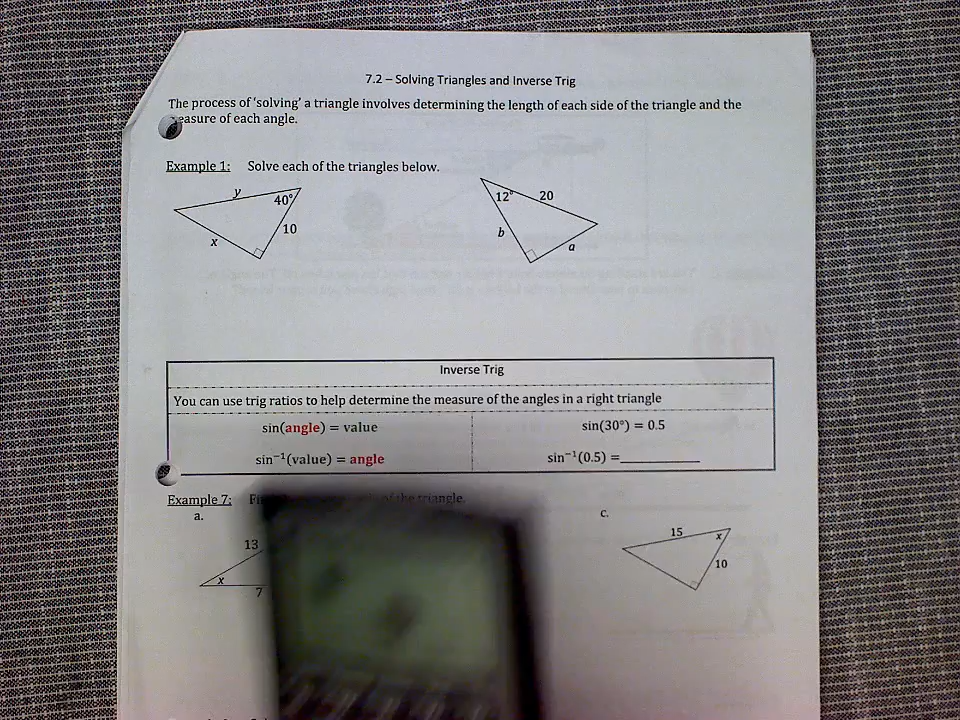 7.2 – Solving Triangles and Inverse Trig
The process of 'solving' a triangle involves determining the length of each side of the triangle and the
measure of each angle.
Example 1: Solve each of the triangles below.
y
40°
10
x
12°
20
b
a
Inverse Trig
You can use trig ratios to help determine the measure of the angles in a right triangle
sin(angle) = value
sin(30°) = 0.5
sin⁻¹(value) = angle
sin⁻¹(0.5) =__________
Example 7: of the triangle.
a.
c.
13
x
7
15
x
10